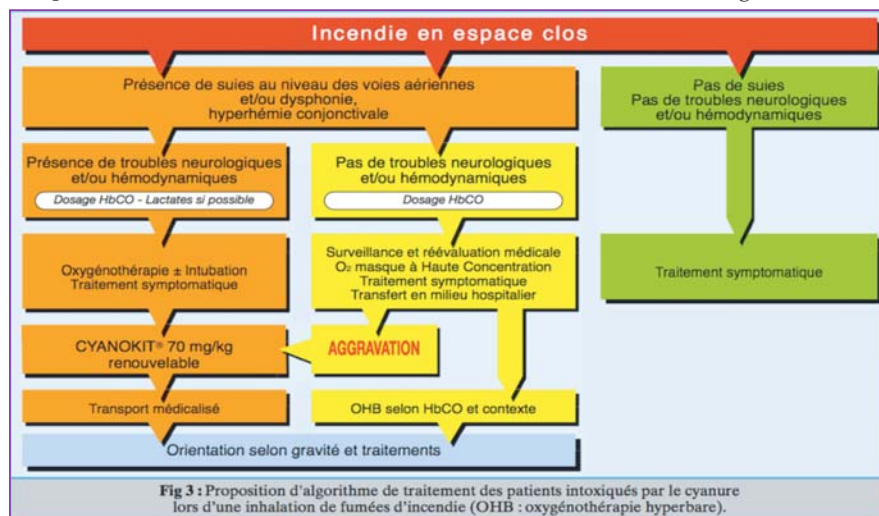 Incendie en espace clos
Présence de suies au niveau des voies aériennes
et/ou dysphonie,
hyperhémie conjonctivale
Pas de suies
Pas de troubles neurologiques
et/ou hémodynamiques
Présence de troubles neurologiques
et/ou hémodynamiques
Dosage HbCO - Lactates si possible
Pas de troubles neurologiques
et/ou hémodynamiques
Dosage HbCO
Oxygénothérapie ± Intubation
Traitement symptomatique
Surveillance et réévaluation médicale
O₂ masque à Haute Concentration
Traitement symptomatique
Transfert en milieu hospitalier
Traitement symptomatique
CYANOKIT® 70 mg/kg
renouvelable
AGGRAVATION
Transport médicalisé
OHB selon HbCO et contexte
Orientation selon gravité et traitements
Fig 3 : Proposition d'algorithme de traitement des patients intoxiqués par le cyanure
lors d'une inhalation de fumées d'incendie (OHB : oxygénothérapie hyperbare).